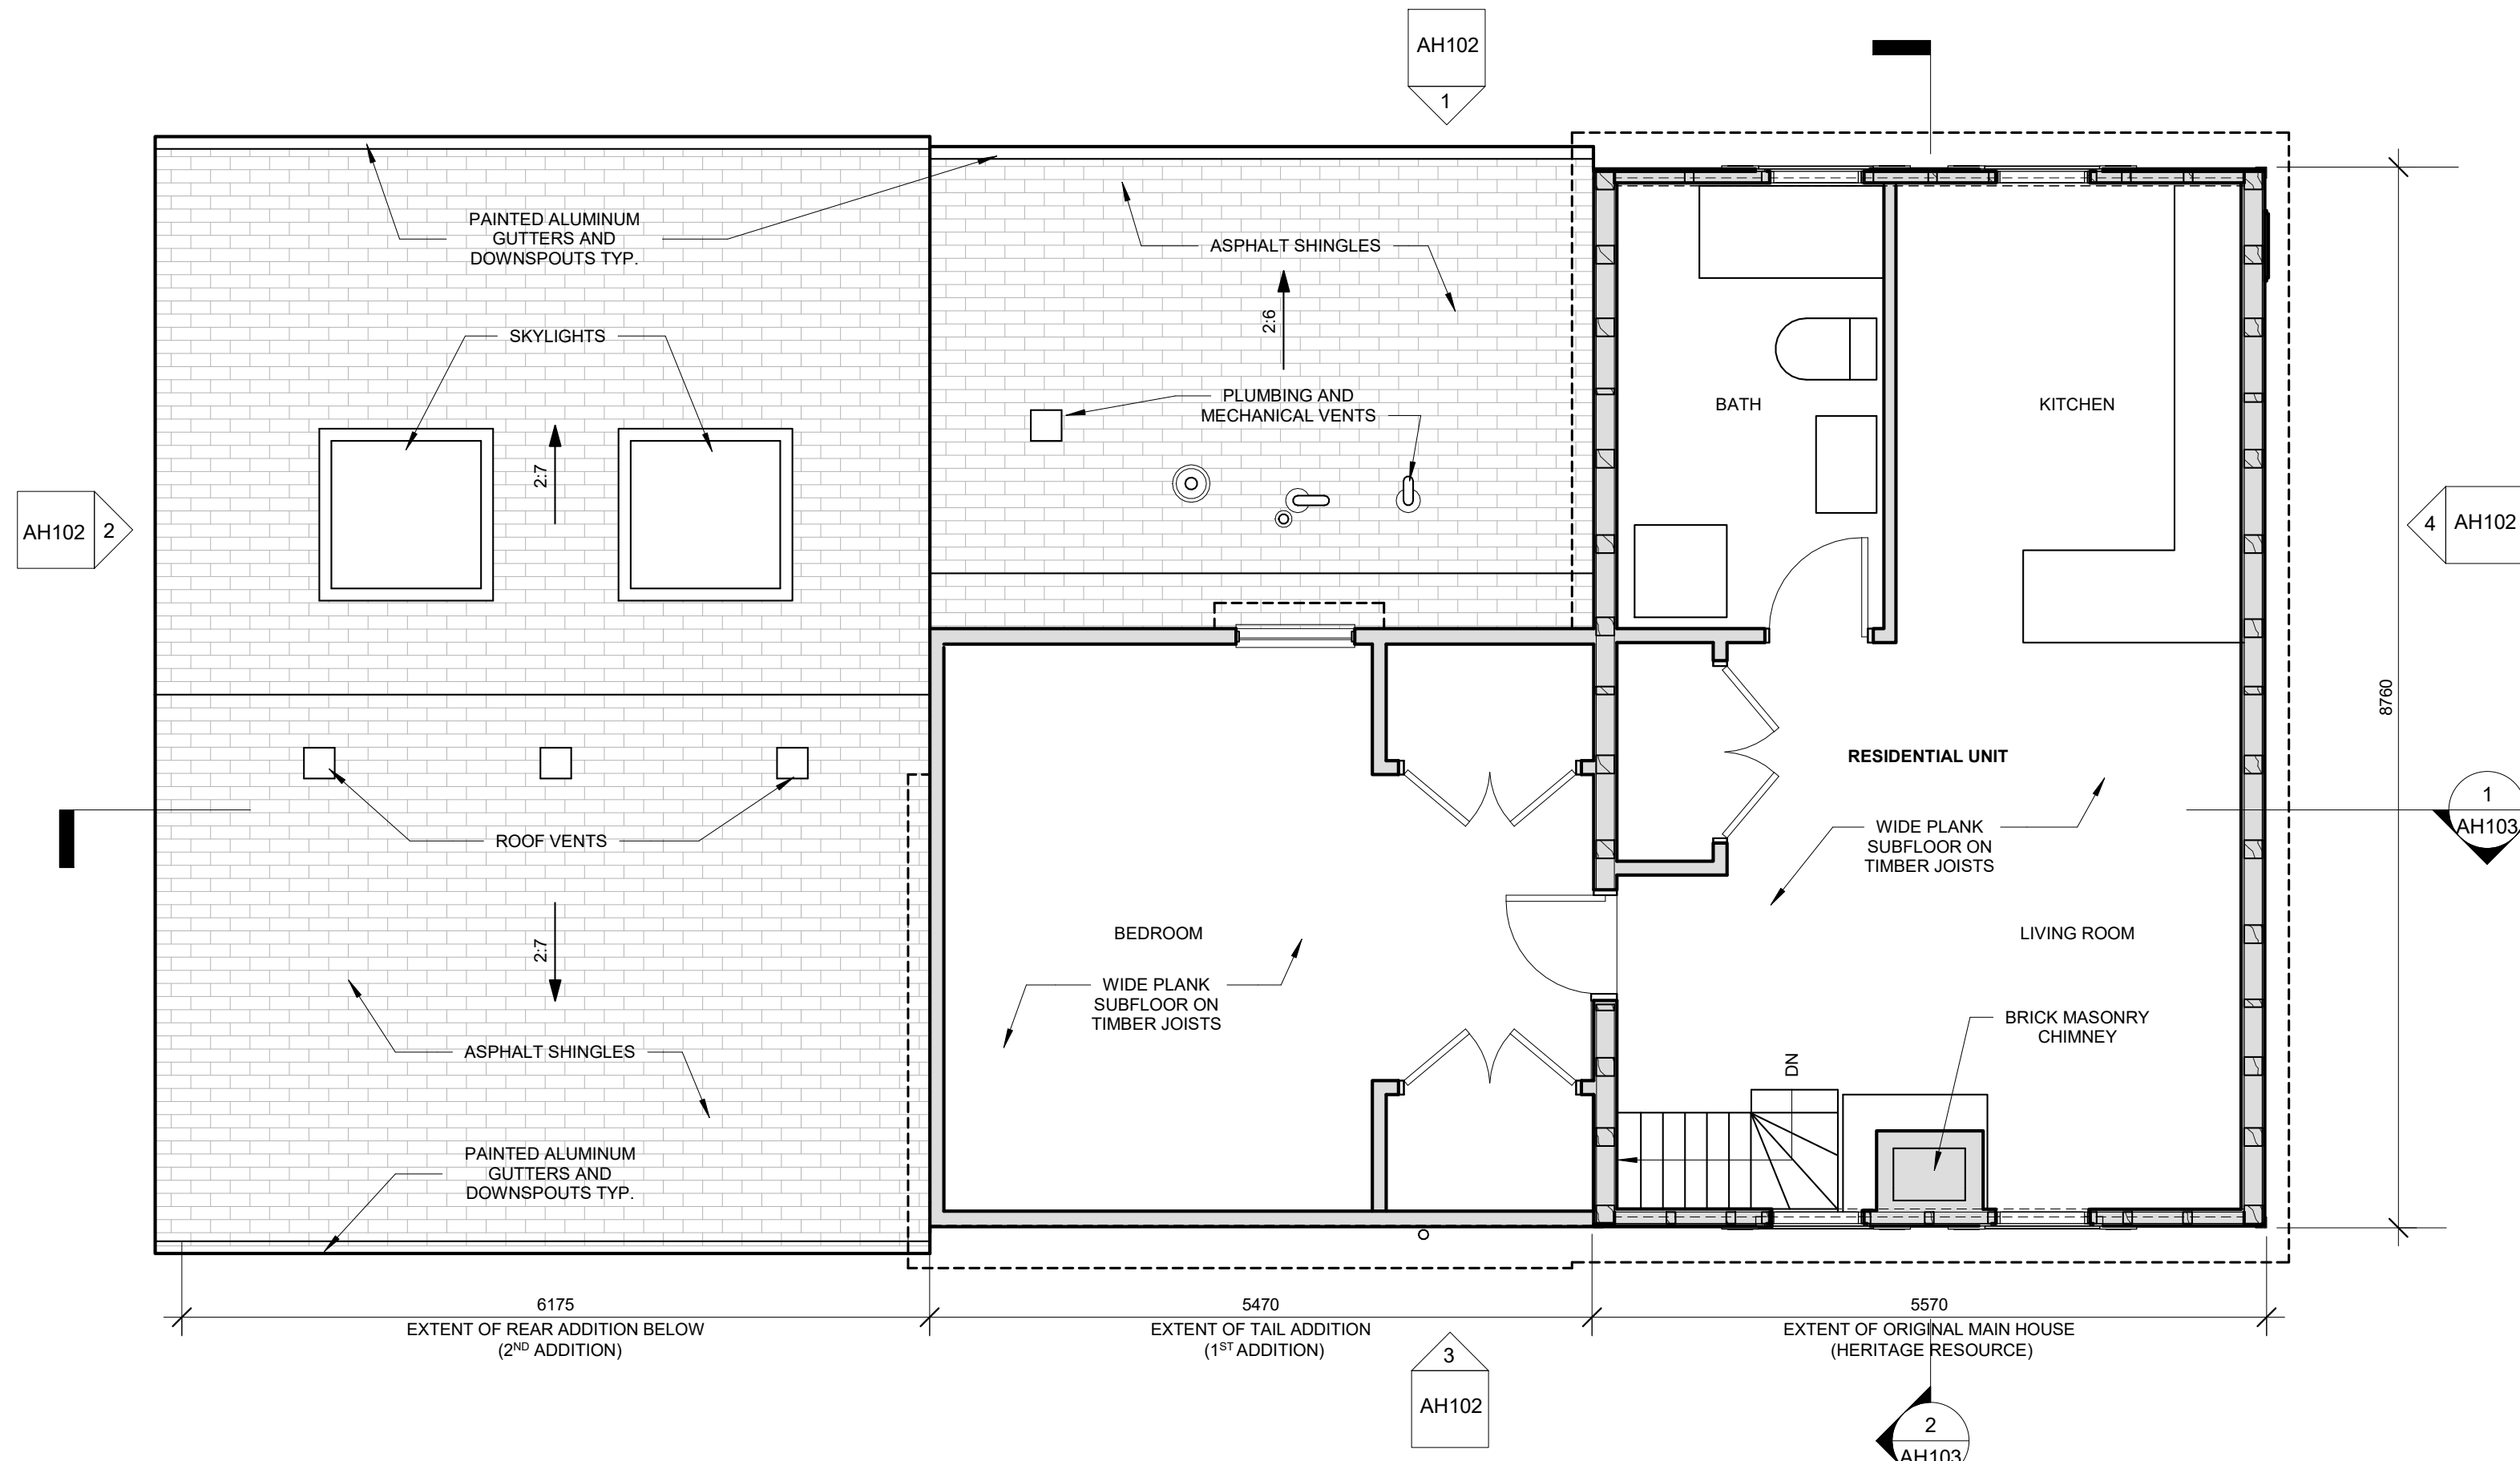 AH102
1
PAINTED ALUMINUM
GUTTERS AND
DOWNSPOUTS TYP.
ASPHALT SHINGLES
2:6
SKYLIGHTS
PLUMBING AND
MECHANICAL VENTS
BATH
KITCHEN
2:7
AH102
2
4
AH102
8760
RESIDENTIAL UNIT
1
AH103
WIDE PLANK
SUBFLOOR ON
TIMBER JOISTS
ROOF VENTS
BEDROOM
LIVING ROOM
2:7
WIDE PLANK
SUBFLOOR ON
TIMBER JOISTS
BRICK MASONRY
CHIMNEY
ASPHALT SHINGLES
DN
PAINTED ALUMINUM
GUTTERS AND
DOWNSPOUTS TYP.
6175
EXTENT OF REAR ADDITION BELOW
(2ND ADDITION)
5470
EXTENT OF TAIL ADDITION
(1ST ADDITION)
5570
EXTENT OF ORIGINAL MAIN HOUSE
(HERITAGE RESOURCE)
3
AH102
2
AH103